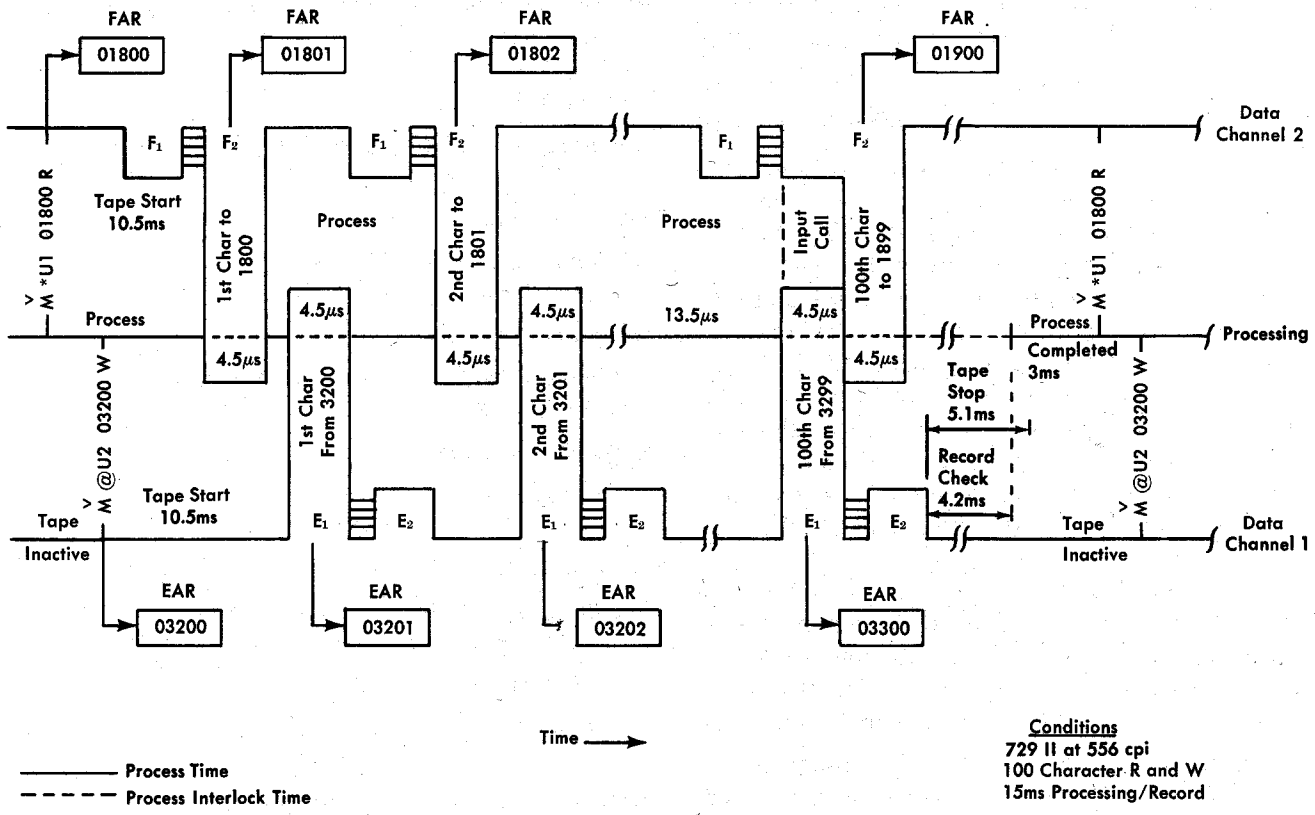 FAR
01800
FAR
01801
FAR
01802
FAR
01900
F₁
F₂
F₁
F₂
F₁
F₂
Data
Channel 2
M̌ *U1 01800 R
Tape Start
10.5ms
1st Char to
1800
Process
2nd Char to
1801
Process
Input
Call
100th Char
to 1899
M̌ *U1 01800 R
Process
4.5μs
4.5μs
4.5μs
4.5μs
13.5μs
4.5μs
4.5μs
Process
Completed
3ms
Processing
M̌ @U2 03200 W
Tape Start
10.5ms
1st Char
From 3200
2nd Char
From 3201
100th Char
From 3299
Tape
Stop
5.1ms
Record
Check
4.2ms
M̌ @U2 03200 W
Tape
Inactive
E₁
E₂
E₁
E₂
E₁
E₂
Tape
Inactive
Data
Channel 1
EAR
03200
EAR
03201
EAR
03202
EAR
03300
Time
Process Time
Process Interlock Time
Conditions
729 II at 556 cpi
100 Character R and W
15ms Processing/Record